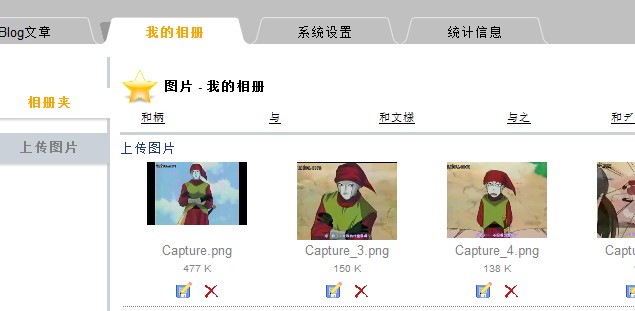 Blog文章 我的相册 系统设置 统计信息
图片 - 我的相册
相册夹
和柄 与 和文様 与之 和デ
上传图片
上传图片
Capture.png Capture_3.png Capture_4.png C
477 K 150 K 138 K